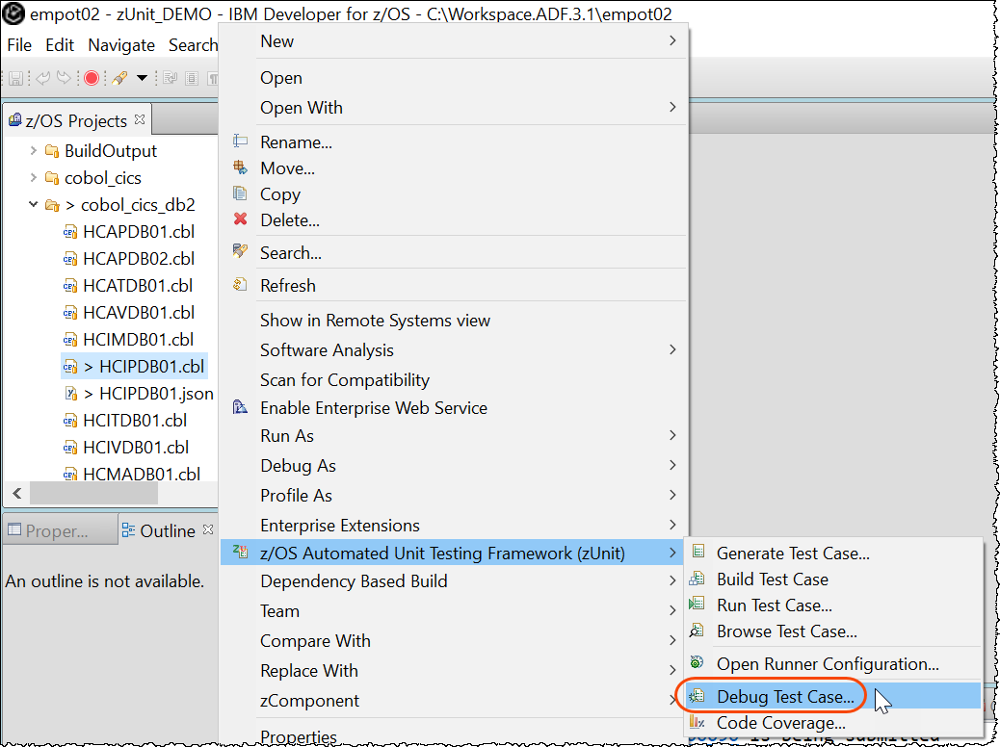 empot02 - zUnit_DEMO - IBM Developer for z/OS - C:\Workspace.ADF.3.1\empot02
File Edit Navigate Search
z/OS Projects
BuildOutput
cobol_cics
> cobol_cics_db2
HCAPDB01.cbl
HCAPDB02.cbl
HCATDB01.cbl
HCAVDB01.cbl
HCIMDB01.cbl
> HCIPDB01.cbl
> HCIPDB01.json
HCITDB01.cbl
HCIVDB01.cbl
HCMADB01.cbl
Proper...
Outline
An outline is not available.
New
Open
Open With
Rename...
Move...
Copy
Delete...
Search...
Refresh
Show in Remote Systems view
Software Analysis
Scan for Compatibility
Enable Enterprise Web Service
Run As
Debug As
Profile As
Enterprise Extensions
z/OS Automated Unit Testing Framework (zUnit)
Dependency Based Build
Team
Compare With
Replace With
zComponent
Properties
Generate Test Case...
Build Test Case
Run Test Case...
Browse Test Case...
Open Runner Configuration...
Debug Test Case...
Code Coverage...
is being submitted